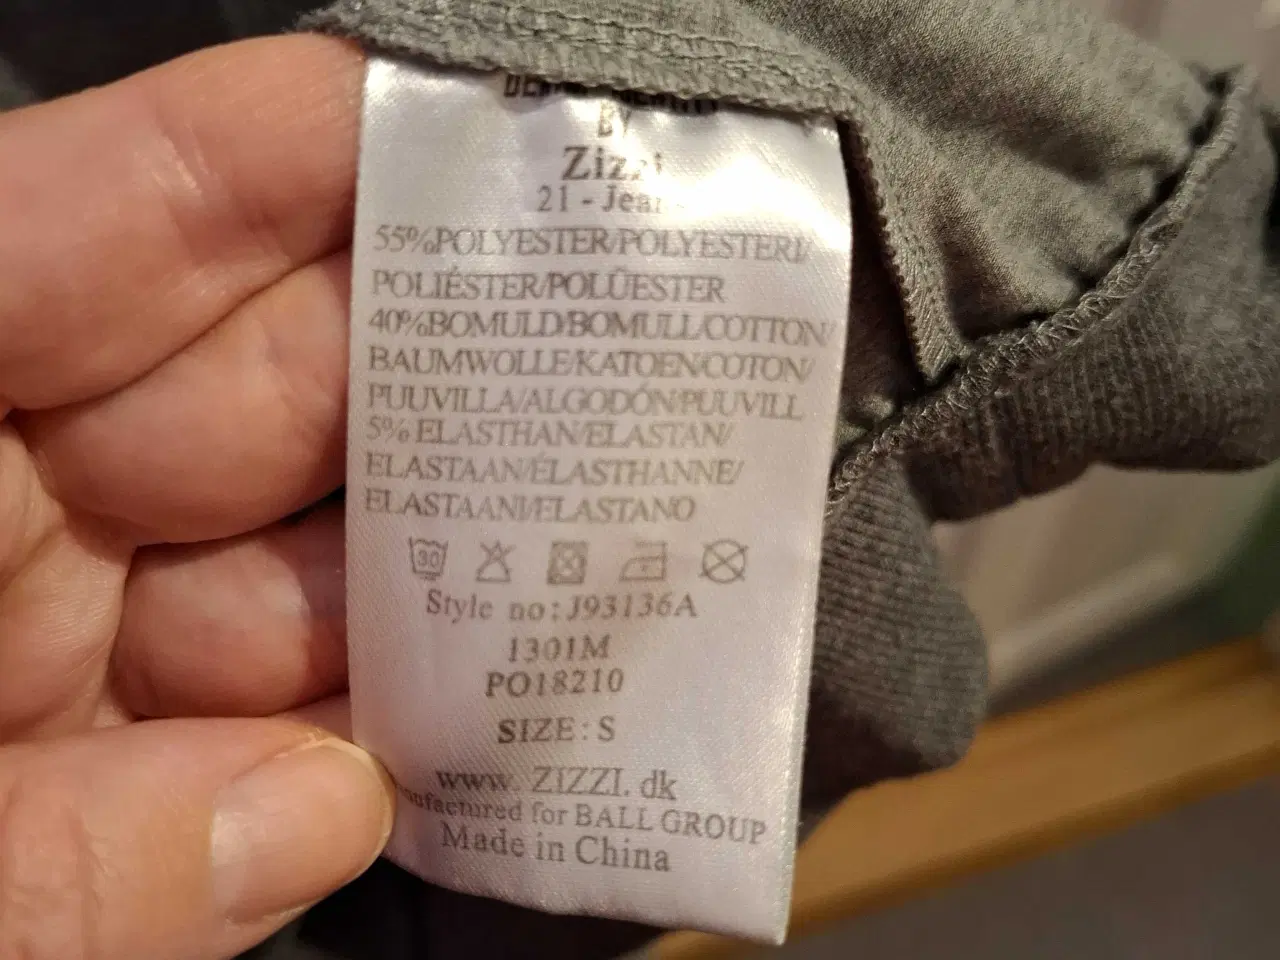 BY
Zizzi
21 - Jean
55%POLYESTER/POLYESTERI/
POLIÉSTER/POLÜESTER
40%BOMULD/BOMULL/COTTON/
BAUMWOLLE/KATOEN/COTON/
PUUVILLA/ALGODÓN/PUUVILL
5% ELASTHAN/ELASTAN/
ELASTAAN/ÉLASTHANNE/
ELASTAANI/ELASTANO
30
Style no:J93136A
1301M
PO18210
SIZE: S
www. ZIZZI. dk
nufactured for BALL GROUP
Made in China